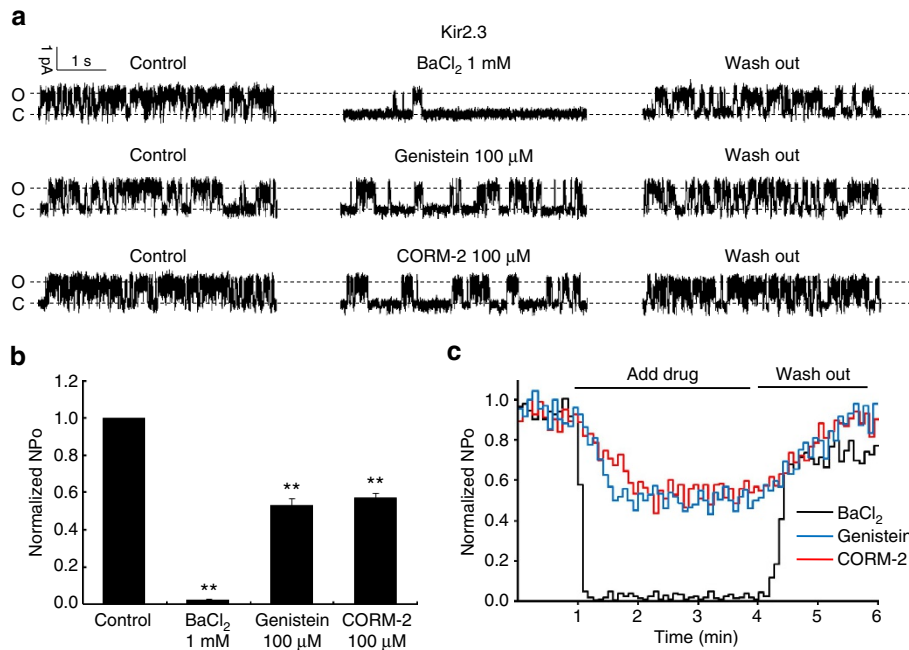 a
Kir2.3
1 pA
1 s
Control
BaCl₂ 1 mM
Wash out
O
C
Control
Genistein 100 μM
Wash out
O
C
Control
CORM-2 100 μM
Wash out
O
C
b
1.2
1.0
0.8
0.6
0.4
0.2
0.0
Normalized NPo
**
**
**
Control
BaCl₂
1 mM
Genistein
100 μM
CORM-2
100 μM
c
Add drug
Wash out
1.0
0.8
0.6
0.4
0.2
0.0
Normalized NPo
BaCl₂
Genistein
CORM-2
1 2 3 4 5 6
Time (min)